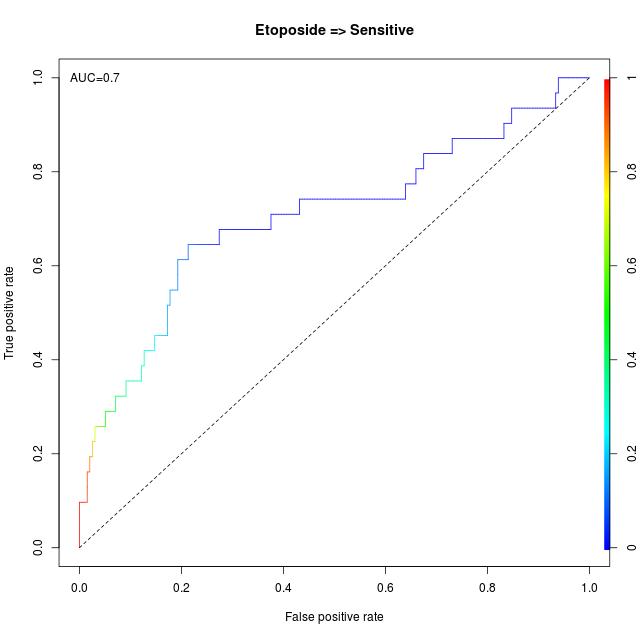 Etoposide => Sensitive
AUC=0.7
True positive rate
1.0
0.8
0.6
0.4
0.2
0.0
0.0 0.2 0.4 0.6 0.8 1.0
False positive rate
1
0.8
0.6
0.4
0.2
0